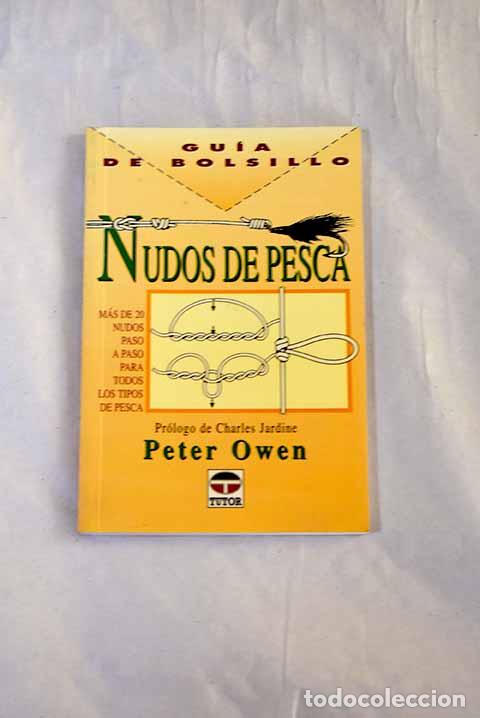 GUÍA
DE BOLSILLO
NUDOS DE PESCA
MÁS DE 20
NUDOS
PASO
A PASO
PARA
TODOS
LOS TIPOS
DE PESCA
Prólogo de Charles Jardine
Peter Owen
TUTOR
todocoleccion